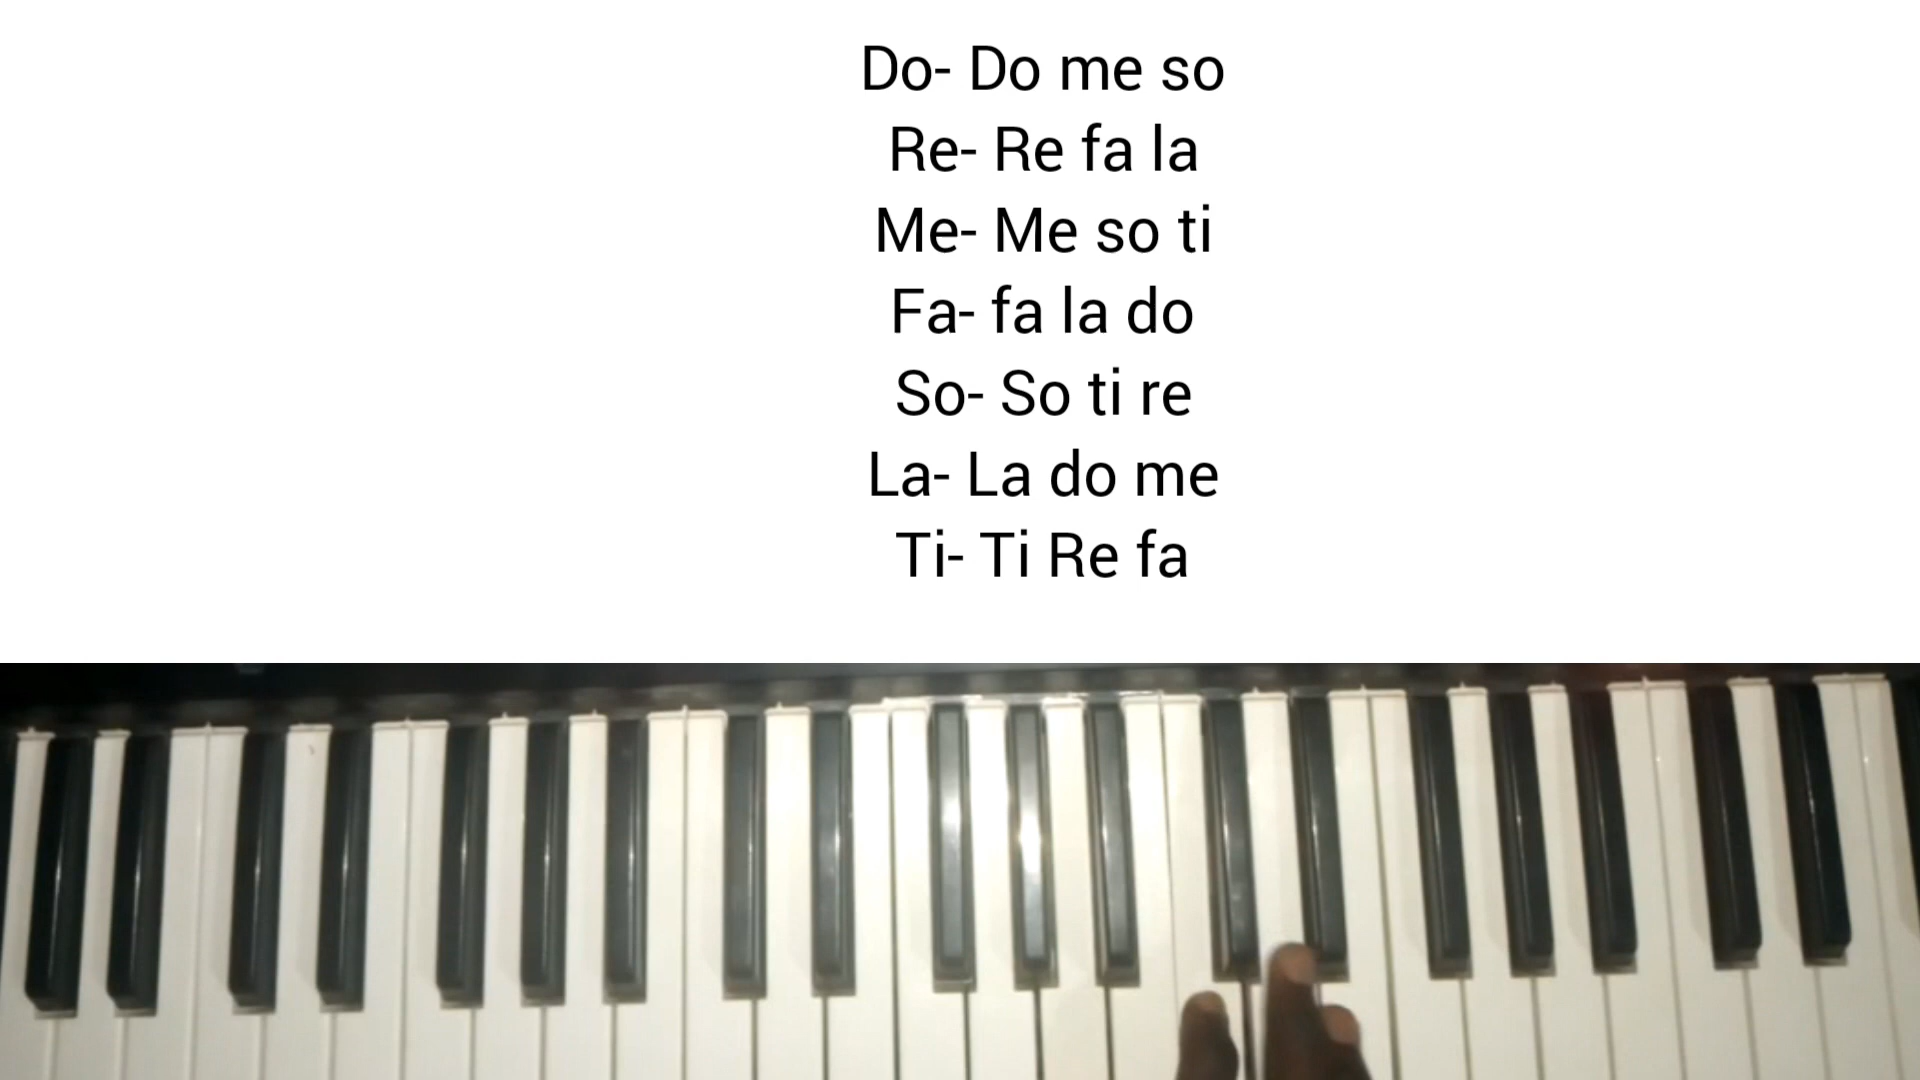 Do- Do me so
Re- Re fa la
Me- Me so ti
Fa- fa la do
So- So ti re
La- La do me
Ti- Ti Re fa